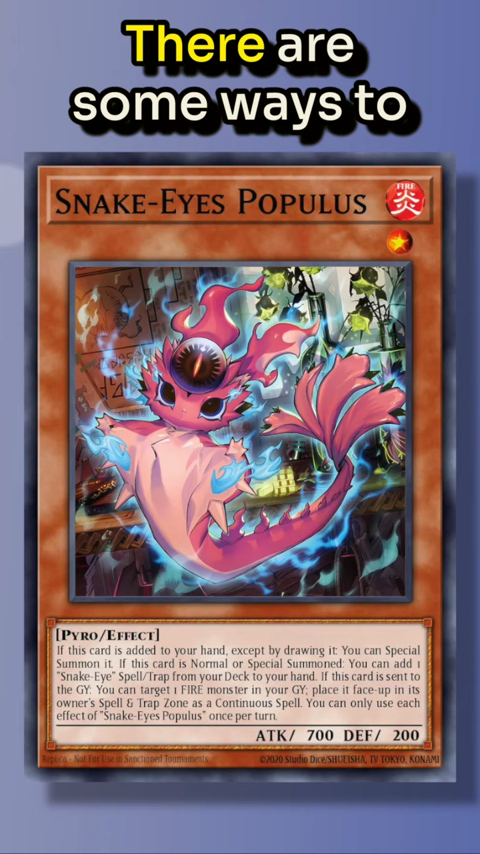 There are
some ways to
SNAKE-EYES POPULUS
FIRE
炎
[PYRO/EFFECT]
If this card is added to your hand, except by drawing it: You can Special
Summon it. If this card is Normal or Special Summoned: You can add 1
"Snake-Eye" Spell/Trap from your Deck to your hand. If this card is sent to
the GY: You can target 1 FIRE monster in your GY; place it face-up in its
owner's Spell & Trap Zone as a Continuous Spell. You can only use each
effect of "Snake-Eyes Populus" once per turn.
ATK/ 700 DEF/ 200
Replica - Not For Use in Sanctioned Tournaments
©2020 Studio Dice/SHUEISHA, TV TOKYO, KONAMI